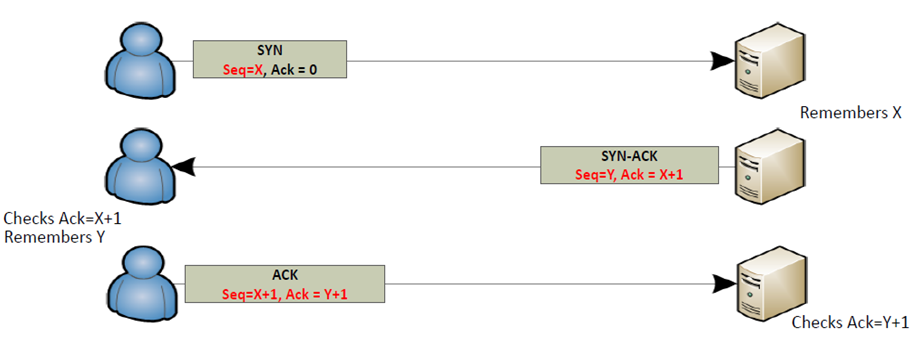 SYN
Seq=X, Ack = 0
Remembers X
SYN-ACK
Seq=Y, Ack = X+1
Checks Ack=X+1
Remembers Y
ACK
Seq=X+1, Ack = Y+1
Checks Ack=Y+1